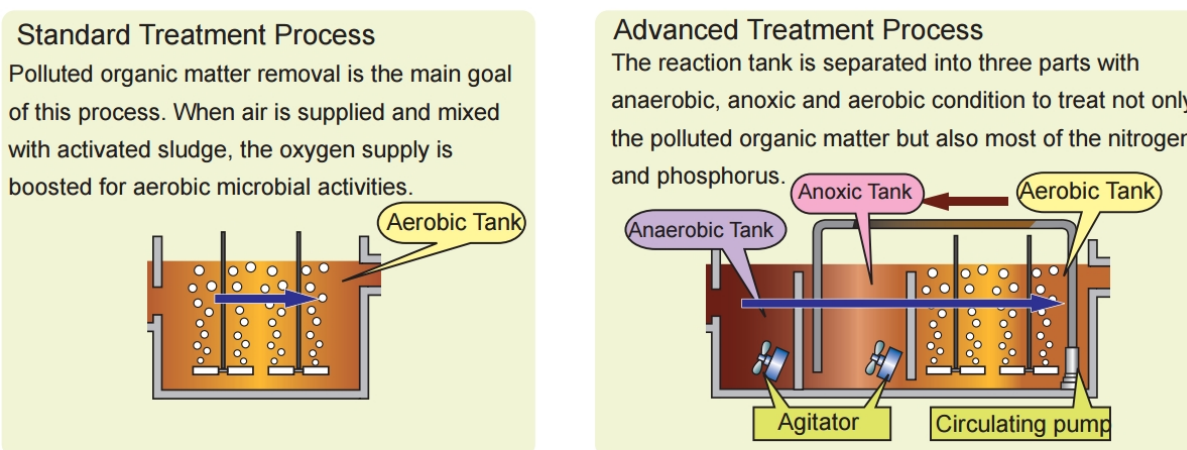 Standard Treatment Process
Polluted organic matter removal is the main goal
of this process. When air is supplied and mixed
with activated sludge, the oxygen supply is
boosted for aerobic microbial activities.
Aerobic Tank
Advanced Treatment Process
The reaction tank is separated into three parts with
anaerobic, anoxic and aerobic condition to treat not only
the polluted organic matter but also most of the nitrogen
and phosphorus.
Anoxic Tank
Aerobic Tank
Anaerobic Tank
Agitator
Circulating pump